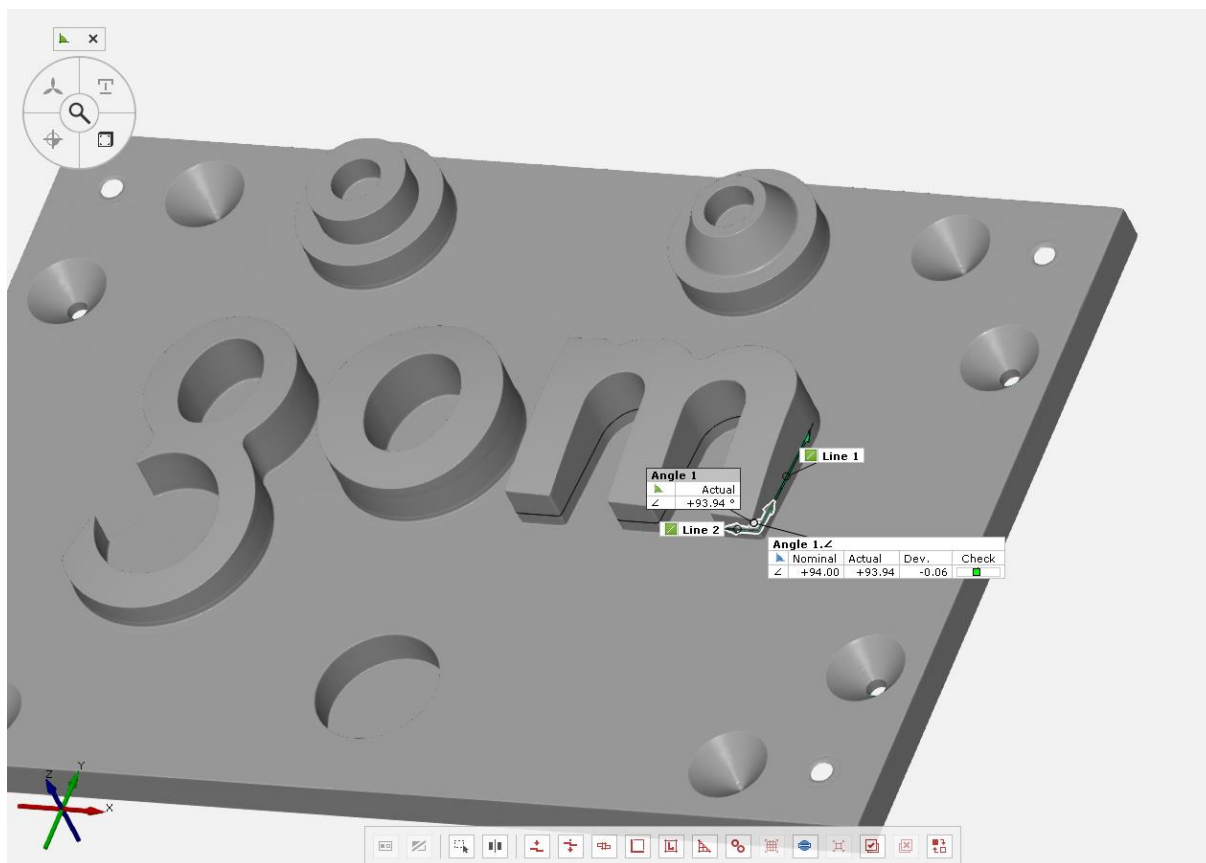 gom
Line 1
Angle 1
Actual
∠ +93.94 °
Line 2
Angle 1.∠
Nominal Actual Dev. Check
∠ +94.00 +93.94 -0.06
Z
Y
X